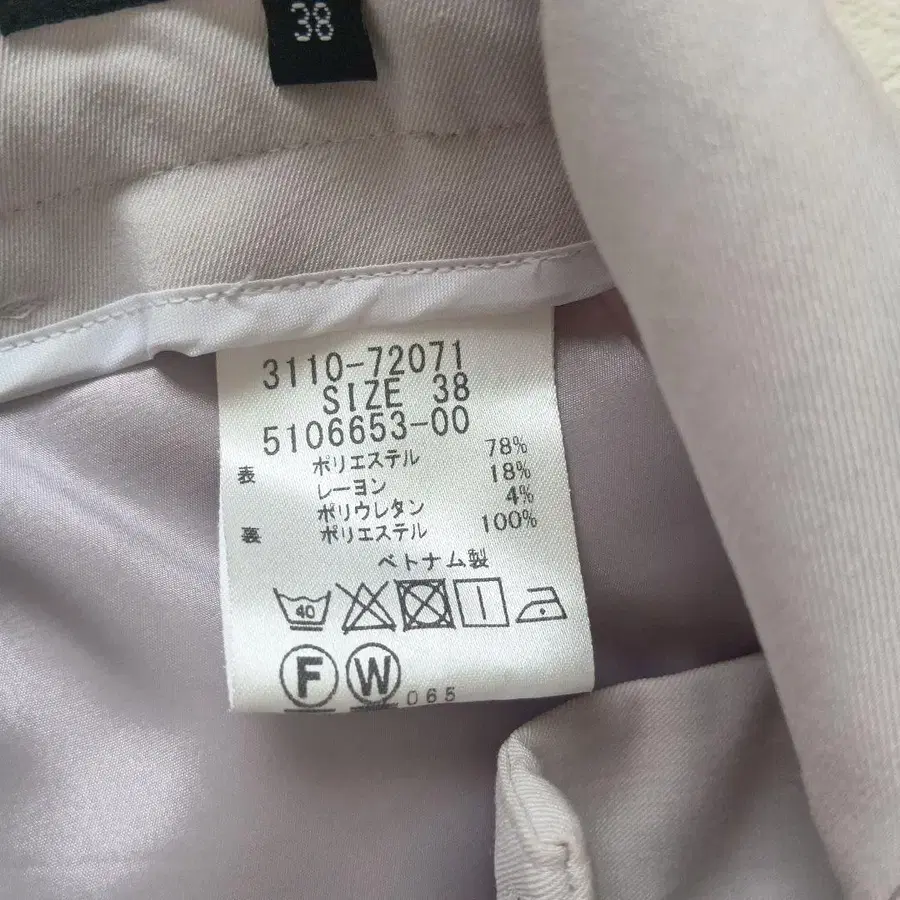 38
3110-72071
SIZE 38
5106653-00
表 ポリエステル 78%
レーヨン 18%
ポリウレタン 4%
裏 ポリエステル 100%
ベトナム製
40
F W 065